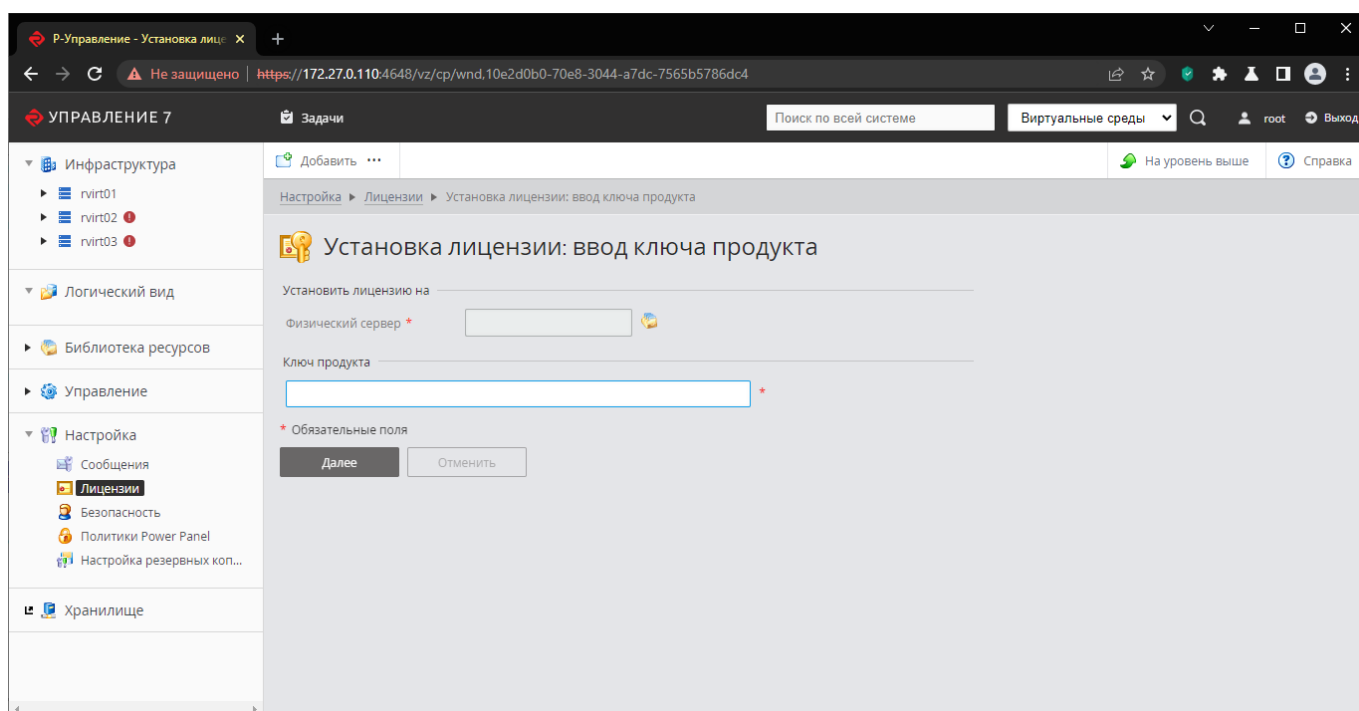 Р-Управление - Установка лице
Не защищено https://172.27.0.110:4648/vz/cp/wnd,10e2d0b0-70e8-3044-a7dc-7565b5786dc4
УПРАВЛЕНИЕ 7
Задачи
Поиск по всей системе
Виртуальные среды
root
Выход
Инфраструктура
rvirt01
rvirt02
rvirt03
Логический вид
Библиотека ресурсов
Управление
Настройка
Сообщения
Лицензии
Безопасность
Политики Power Panel
Настройка резервных коп...
Хранилище
Добавить
На уровень выше
Справка
Настройка ▸ Лицензии ▸ Установка лицензии: ввод ключа продукта
Установка лицензии: ввод ключа продукта
Установить лицензию на
Физический сервер *
Ключ продукта
*
* Обязательные поля
Далее
Отменить